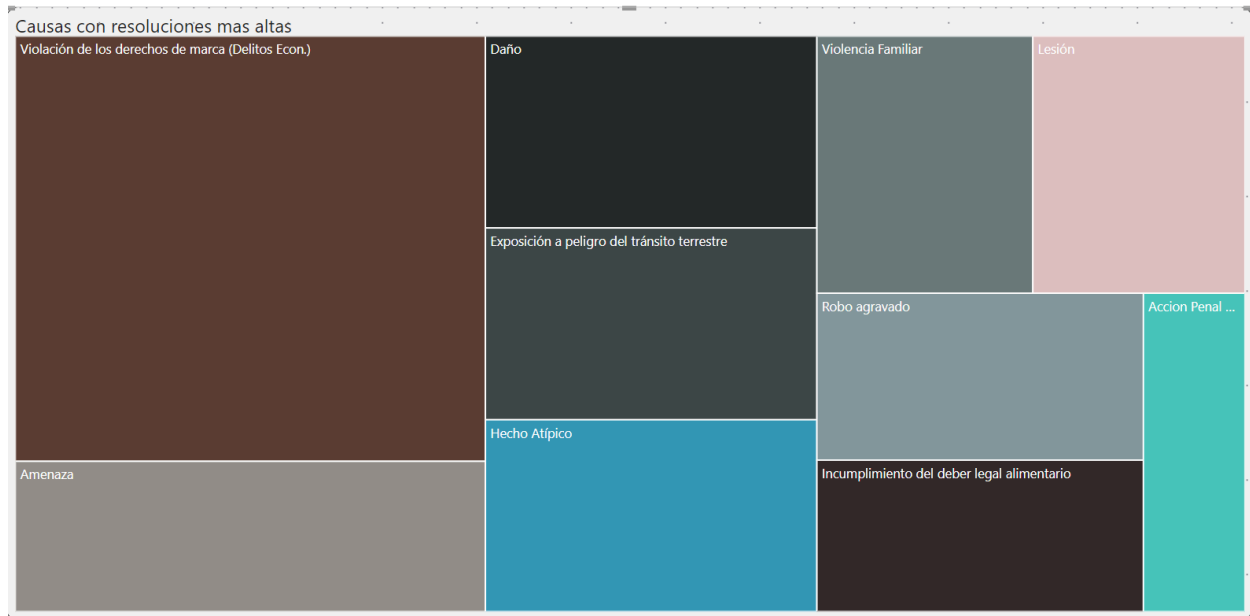 Causas con resoluciones mas altas
Violación de los derechos de marca (Delitos Econ.)
Amenaza
Daño
Exposición a peligro del tránsito terrestre
Hecho Atípico
Violencia Familiar
Lesión
Robo agravado
Accion Penal ...
Incumplimiento del deber legal alimentario